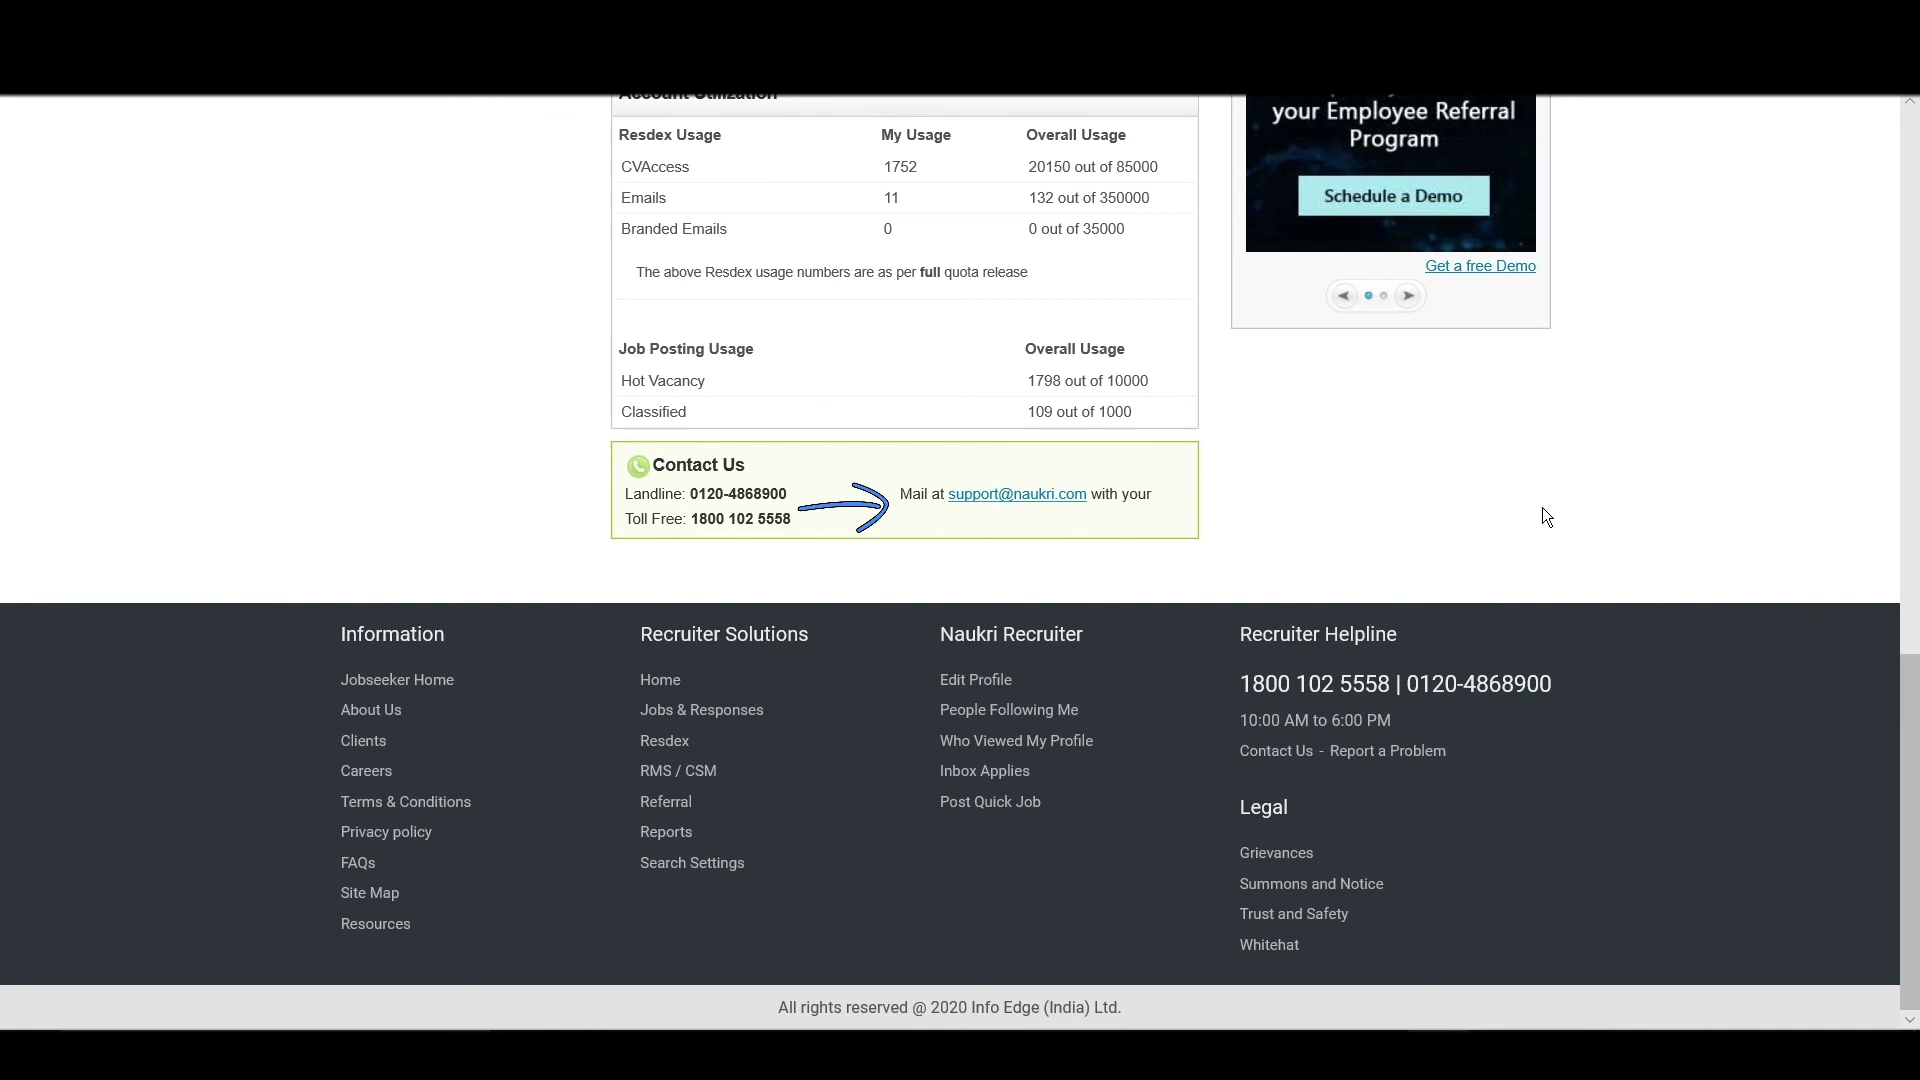 Account Utilization
Resdex Usage My Usage Overall Usage
CVAccess 1752 20150 out of 85000
Emails 11 132 out of 350000
Branded Emails 0 0 out of 35000
The above Resdex usage numbers are as per full quota release
Job Posting Usage Overall Usage
Hot Vacancy 1798 out of 10000
Classified 109 out of 1000
your Employee Referral
Program
Schedule a Demo
Get a free Demo
Contact Us
Landline: 0120-4868900
Toll Free: 1800 102 5558
Mail at support@naukri.com with your
Information
Jobseeker Home
About Us
Clients
Careers
Terms & Conditions
Privacy policy
FAQs
Site Map
Resources
Recruiter Solutions
Home
Jobs & Responses
Resdex
RMS / CSM
Referral
Reports
Search Settings
Naukri Recruiter
Edit Profile
People Following Me
Who Viewed My Profile
Inbox Applies
Post Quick Job
Recruiter Helpline
1800 102 5558 | 0120-4868900
10:00 AM to 6:00 PM
Contact Us - Report a Problem
Legal
Grievances
Summons and Notice
Trust and Safety
Whitehat
All rights reserved @ 2020 Info Edge (India) Ltd.